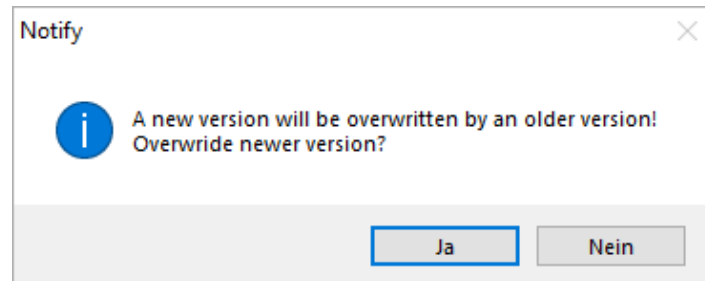 Notify
A new version will be overwritten by an older version!
Overwride newer version?
Ja Nein